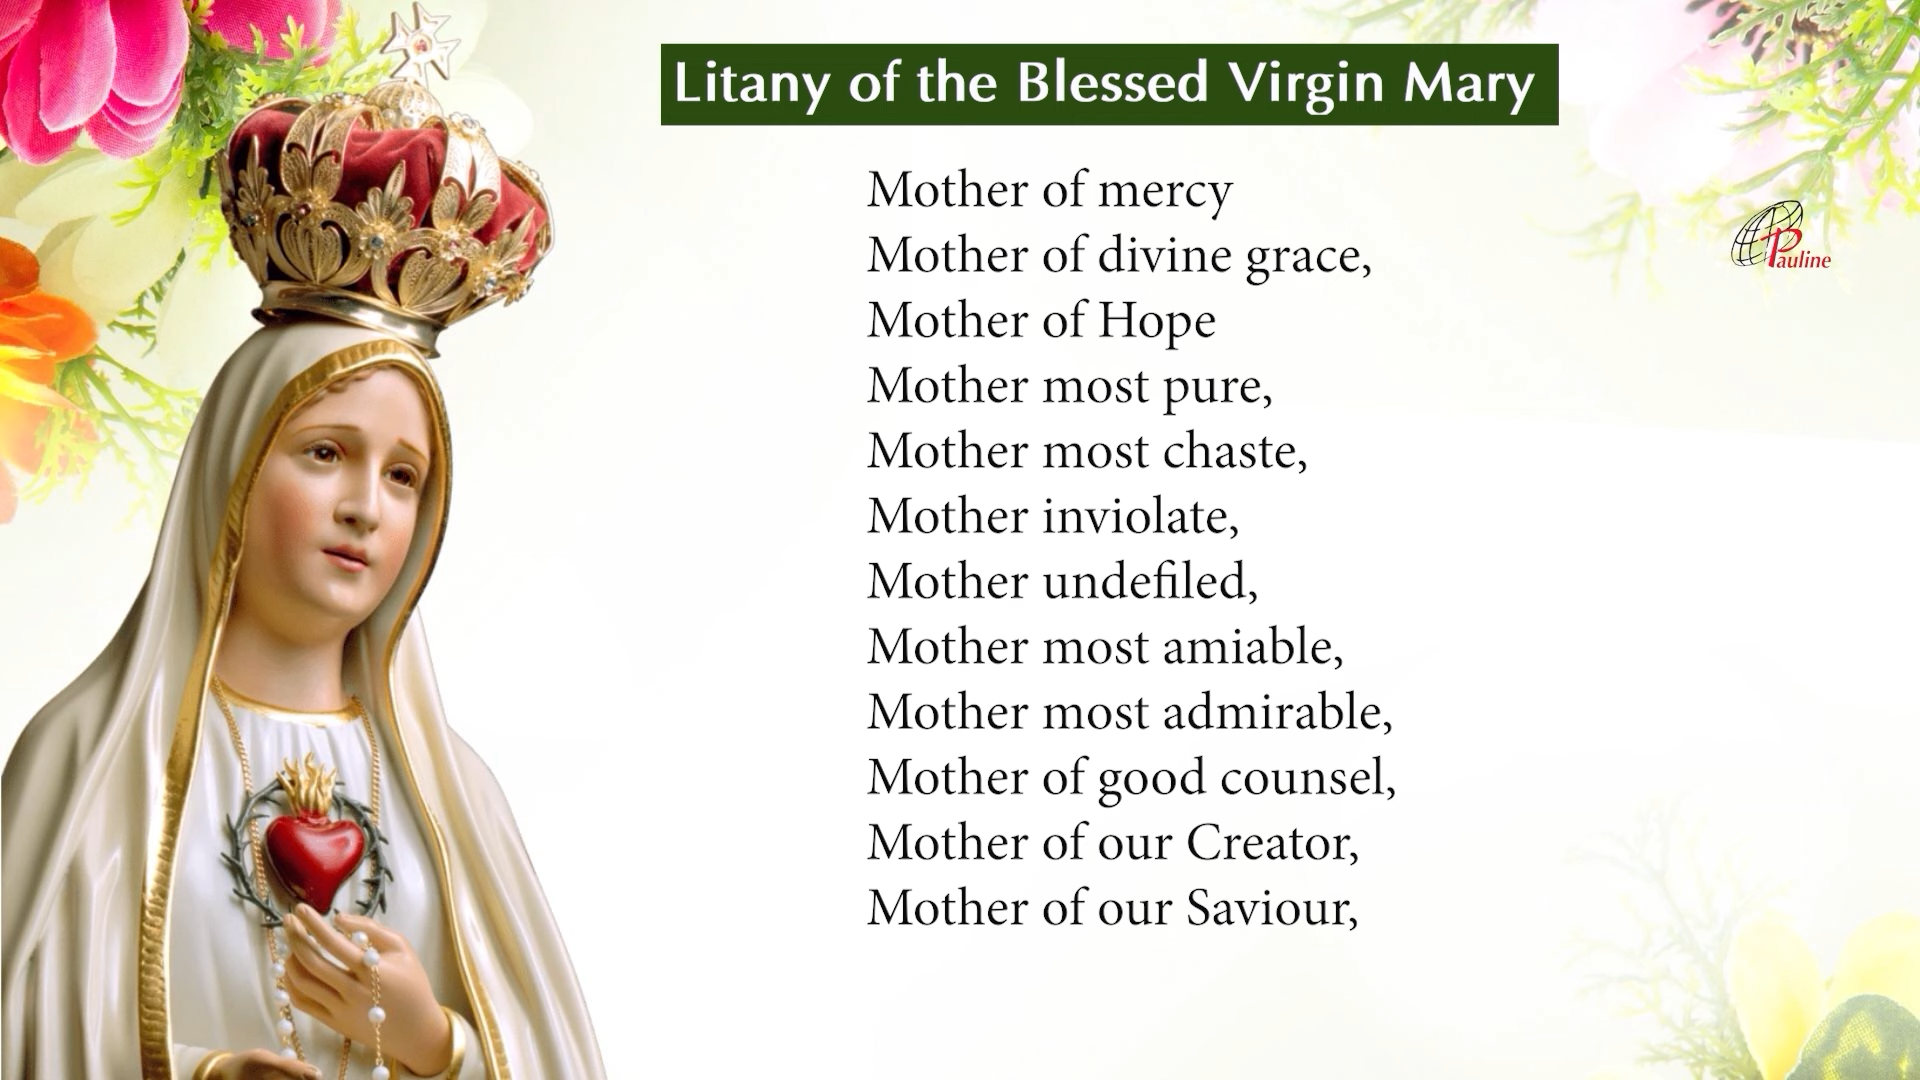 Litany of the Blessed Virgin Mary
Mother of mercy
Mother of divine grace,
Mother of Hope
Mother most pure,
Mother most chaste,
Mother inviolate,
Mother undefiled,
Mother most amiable,
Mother most admirable,
Mother of good counsel,
Mother of our Creator,
Mother of our Saviour,
Pauline